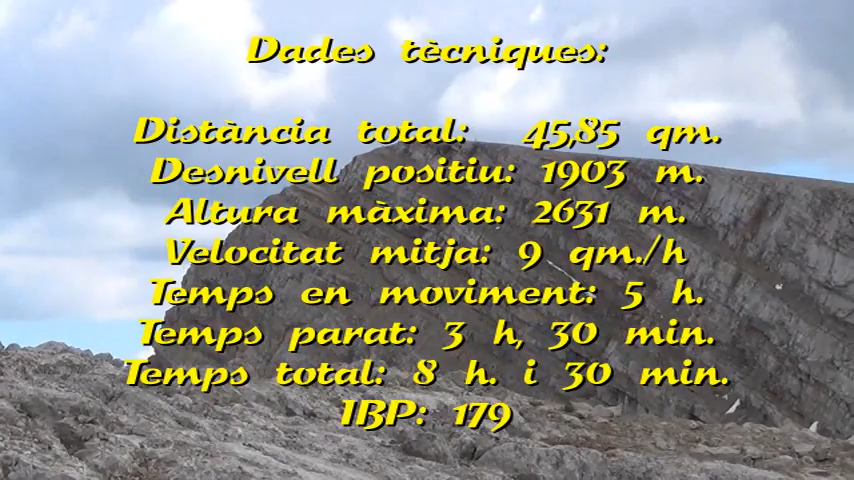 Dades tècniques:
Distància total: 45,85 qm.
Desnivell positiu: 1903 m.
Altura màxima: 2631 m.
Velocitat mitja: 9 qm./h
Temps en moviment: 5 h.
Temps parat: 3 h, 30 min.
Temps total: 8 h. i 30 min.
IBP: 179